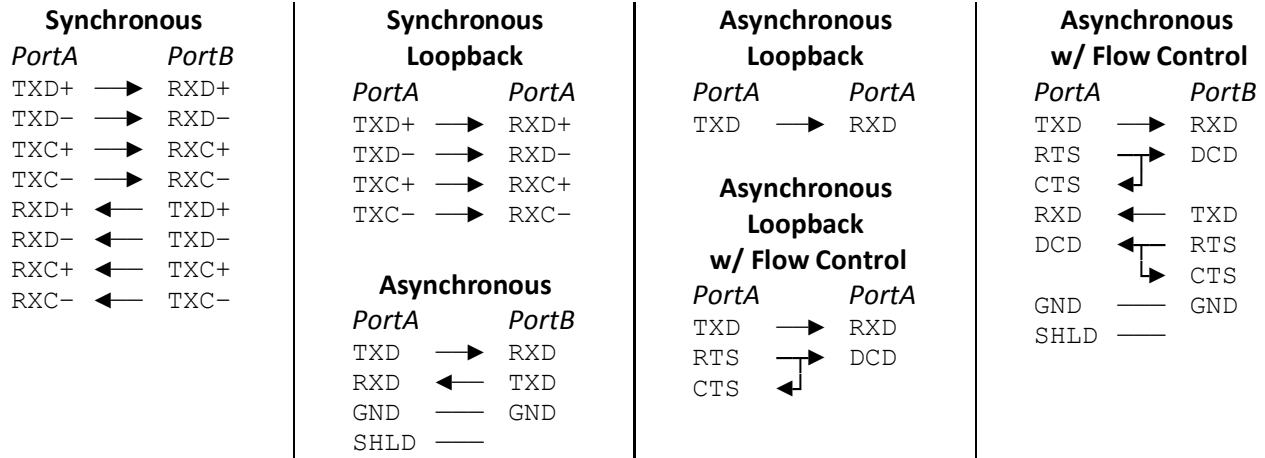 Synchronous
PortA PortB
TXD+ RXD+
TXD− RXD−
TXC+ RXC+
TXC− RXC−
RXD+ TXD+
RXD− TXD−
RXC+ TXC+
RXC− TXC−
Synchronous
Loopback
PortA PortA
TXD+ RXD+
TXD− RXD−
TXC+ RXC+
TXC− RXC−
Asynchronous
PortA PortB
TXD RXD
RXD TXD
GND GND
SHLD
Asynchronous
Loopback
PortA PortA
TXD RXD
Asynchronous
Loopback
w/ Flow Control
PortA PortA
TXD RXD
RTS DCD
CTS
Asynchronous
w/ Flow Control
PortA PortB
TXD RXD
RTS DCD
CTS
RXD TXD
DCD RTS
CTS
GND GND
SHLD